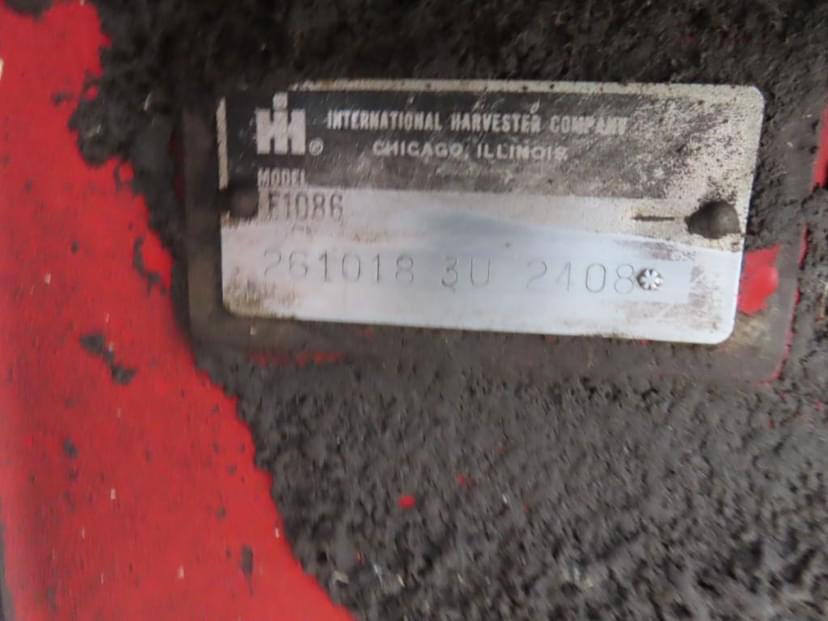 IH® INTERNATIONAL HARVESTER COMPANY
CHICAGO, ILLINOIS
MODEL
F1086
261018 3U 2408